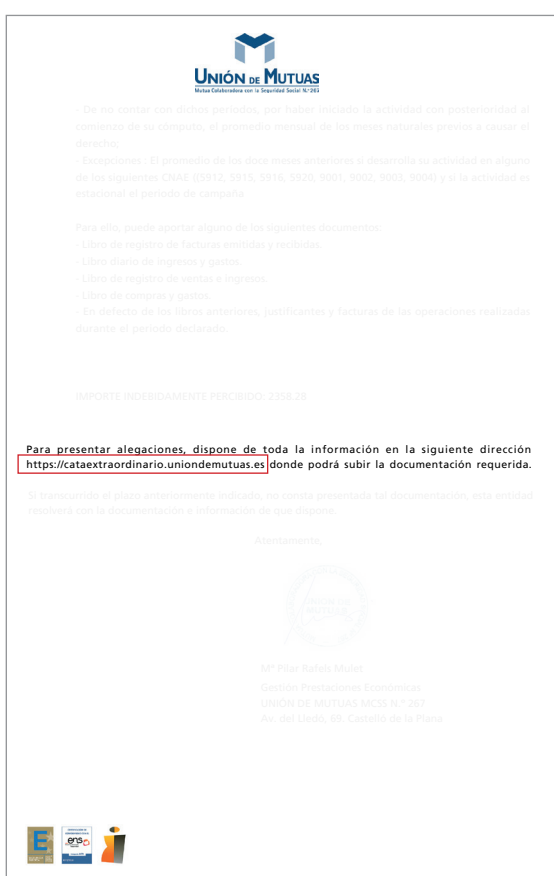 UNIÓN DE MUTUAS
Mutua Colaboradora con la Seguridad Social N.º 263
- De no contar con dichos periodos, por haber iniciado la actividad con posterioridad al
comienzo de su cómputo, el promedio mensual de los meses naturales previos a causar el
derecho;
- Excepciones : El promedio de los doce meses anteriores si desarrolla su actividad en alguno
de los siguientes CNAE (J5912, 5915, 5916, 5920, 9001, 9002, 9003, 9004) y si la actividad es
estacional el periodo de campaña
Para ello, puede aportar alguno de los siguientes documentos:
- Libro de registro de facturas emitidas y recibidas.
- Libro diario de ingresos y gastos.
- Libro de registro de ventas e ingresos.
- Libro de compras y gastos.
- En defecto de los libros anteriores, justificantes y facturas de las operaciones realizadas
durante el periodo declarado.
IMPORTE INDEBIDAMENTE PERCIBIDO: 2358.28
Para presentar alegaciones, dispone de toda la información en la siguiente dirección
https://cataextraordinario.uniondemutuas.es donde podrá subir la documentación requerida.
Si transcurrido el plazo anteriormente indicado, no consta presentada tal documentación, esta entidad
resolverá con la documentación e información de que dispone.
Atentamente,
UNIÓN DE
MUTUAS
Mª Pilar Rafels Mulet
Gestión Prestaciones Económicas
UNIÓN DE MUTUAS MCSS N.º 267
Av. del Lledó, 69. Castelló de la Plana
E
ens